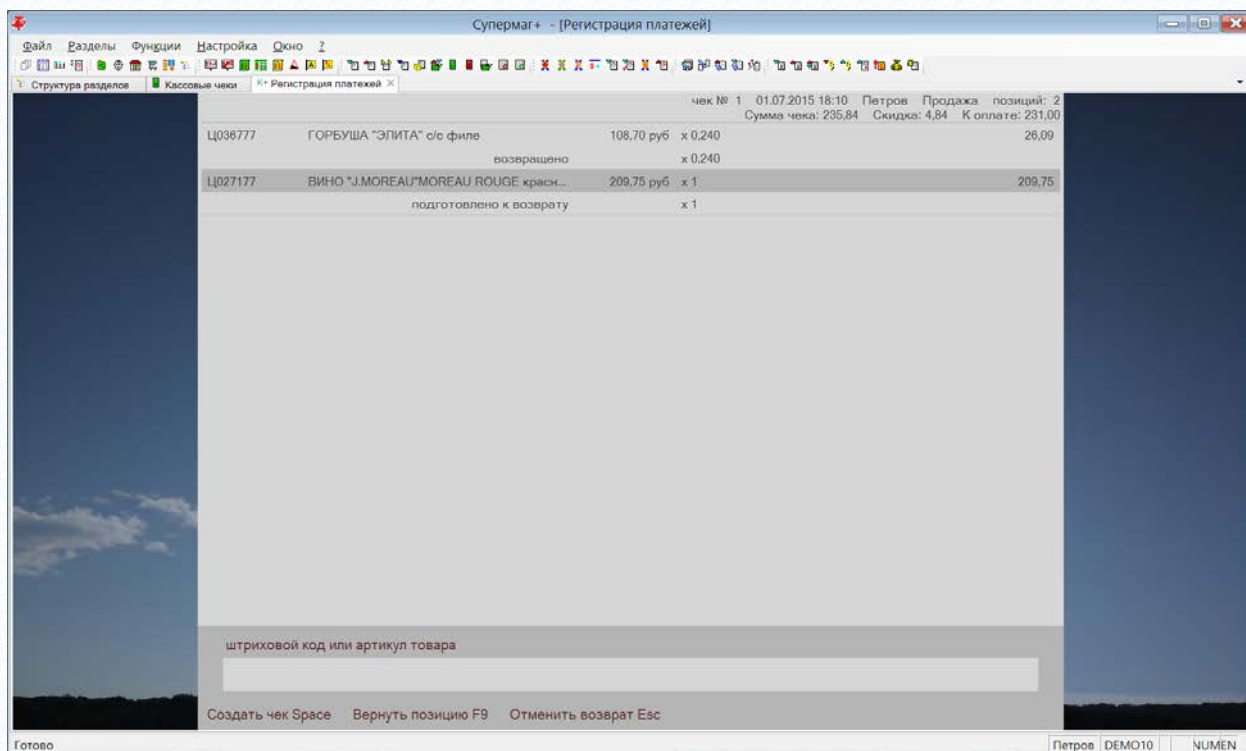 Супермаг+ - [Регистрация платежей]
Файл Разделы Функции Настройка Окно ?
Структура разделов Кассовые чеки К+ Регистрация платежей
чек № 1 01.07.2015 18:10 Петров Продажа позиций: 2
Сумма чека: 235,84 Скидка: 4,84 К оплате: 231,00
Ц036777 ГОРБУША "ЭЛИТА" с/с филе 108,70 руб x 0,240 26,09
возвращено x 0,240
Ц027177 ВИНО "J.MOREAU"MOREAU ROUGE красн... 209,75 руб x 1 209,75
подготовлено к возврату x 1
штриховой код или артикул товара
Создать чек Space Вернуть позицию F9 Отменить возврат Esc
Готово Петров DEMO10 NUMEN